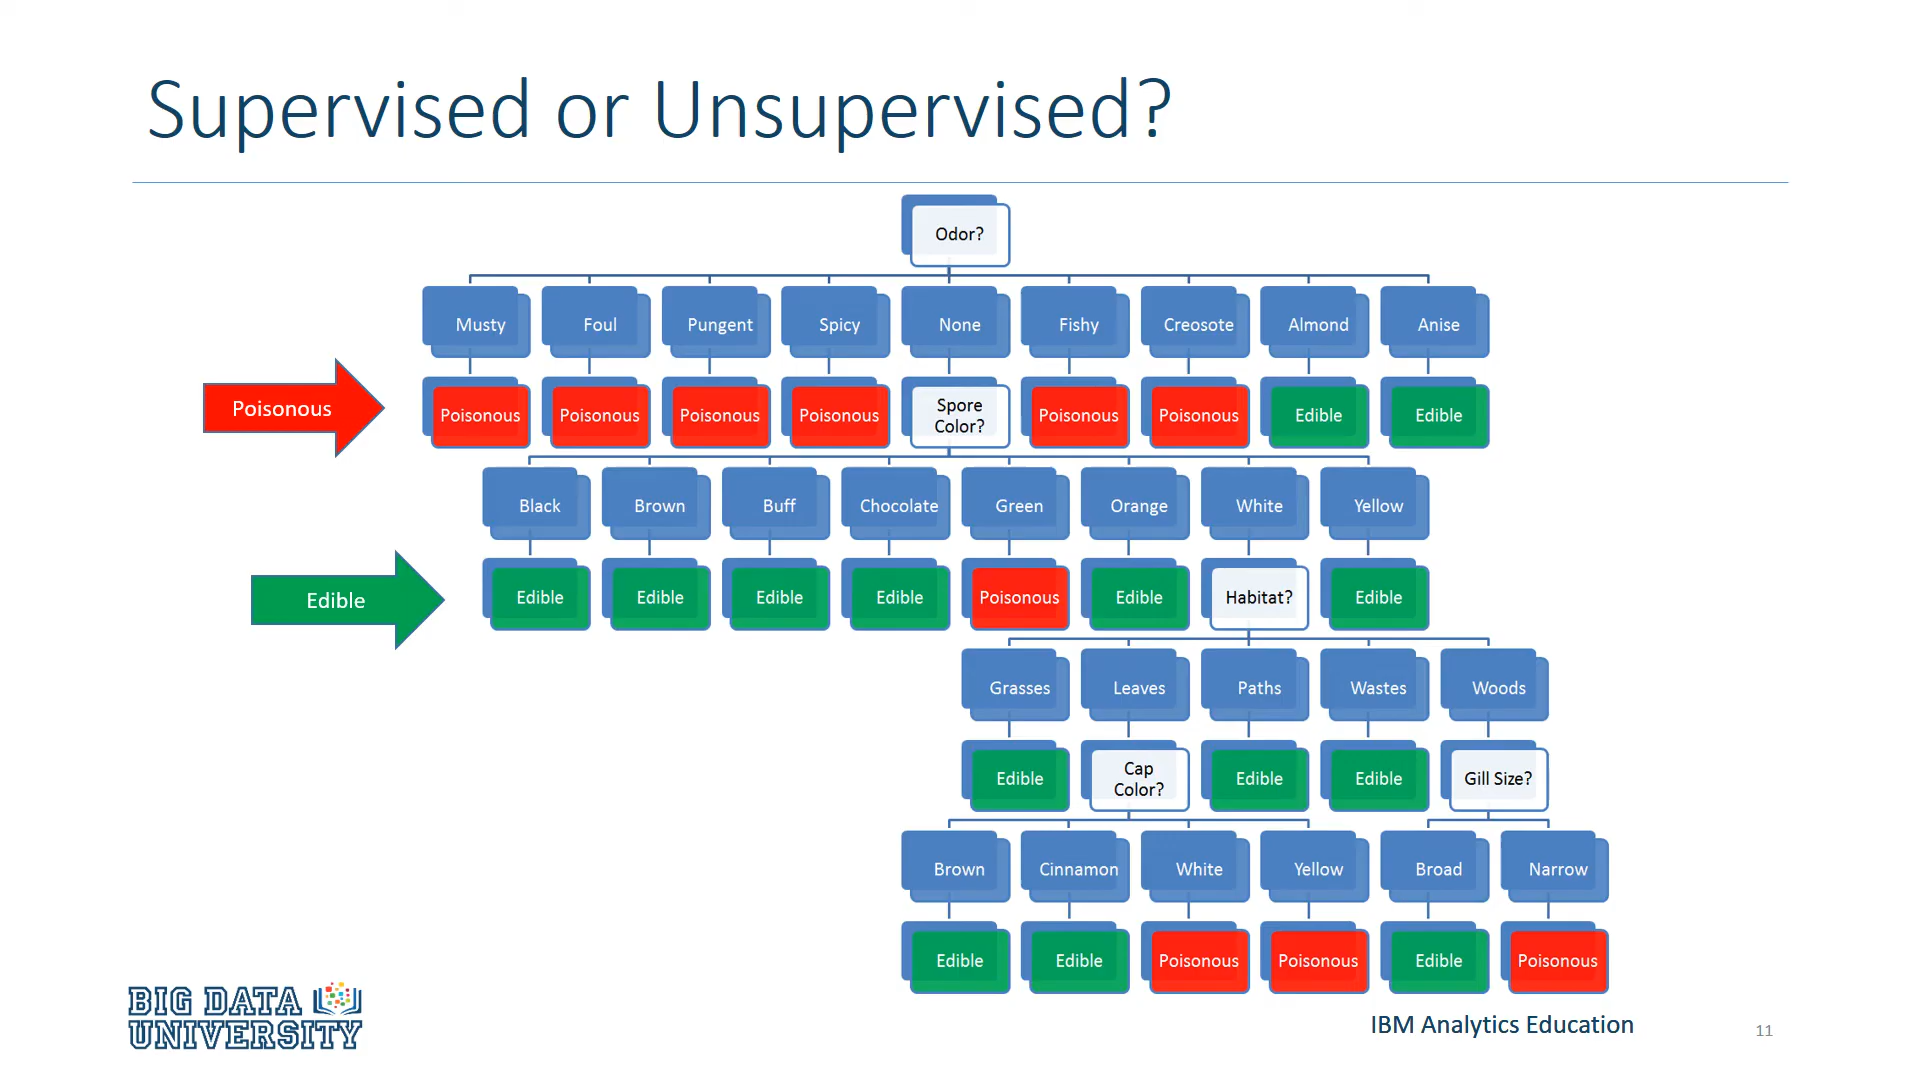 Supervised or Unsupervised?
Odor?
Musty
Foul
Pungent
Spicy
None
Fishy
Creosote
Almond
Anise
Poisonous
Poisonous
Poisonous
Poisonous
Poisonous
Spore
Color?
Poisonous
Poisonous
Edible
Edible
Black
Brown
Buff
Chocolate
Green
Orange
White
Yellow
Edible
Edible
Edible
Edible
Edible
Poisonous
Edible
Habitat?
Edible
Grasses
Leaves
Paths
Wastes
Woods
Edible
Cap
Color?
Edible
Edible
Gill Size?
Brown
Cinnamon
White
Yellow
Broad
Narrow
Edible
Edible
Poisonous
Poisonous
Edible
Poisonous
BIG DATA
UNIVERSITY
IBM Analytics Education
11